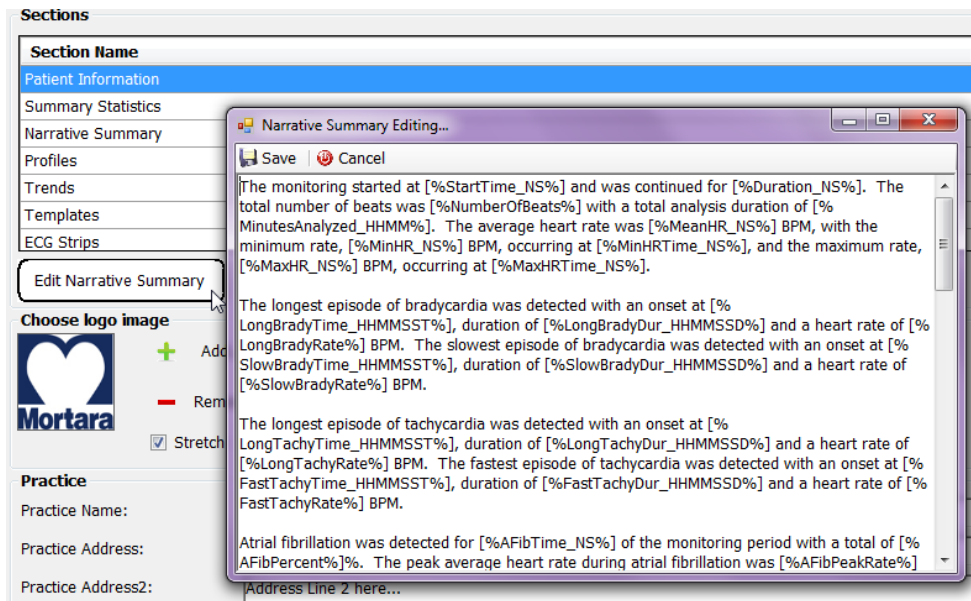 Sections
Section Name
Patient Information
Summary Statistics
Narrative Summary
Profiles
Trends
Templates
ECG Strips
Edit Narrative Summary
Choose logo image
Mortara
Add
Rem
Stretch
Practice
Practice Name:
Practice Address:
Practice Address2:
Address Line 2 here...
Narrative Summary Editing...
Save
Cancel
The monitoring started at [%StartTime_NS%] and was continued for [%Duration_NS%].  The
total number of beats was [%NumberOfBeats%] with a total analysis duration of [%
MinutesAnalyzed_HHMM%].  The average heart rate was [%MeanHR_NS%] BPM, with the
minimum rate, [%MinHR_NS%] BPM, occurring at [%MinHRTime_NS%], and the maximum rate,
[%MaxHR_NS%] BPM, occurring at [%MaxHRTime_NS%].
The longest episode of bradycardia was detected with an onset at [%
LongBradyTime_HHMMSST%], duration of [%LongBradyDur_HHMMSSD%] and a heart rate of [%
LongBradyRate%] BPM.  The slowest episode of bradycardia was detected with an onset at [%
SlowBradyTime_HHMMSST%], duration of [%SlowBradyDur_HHMMSSD%] and a heart rate of
[%SlowBradyRate%] BPM.
The longest episode of tachycardia was detected with an onset at [%
LongTachyTime_HHMMSST%], duration of [%LongTachyDur_HHMMSSD%] and a heart rate of
[%LongTachyRate%] BPM.  The fastest episode of tachycardia was detected with an onset at [%
FastTachyTime_HHMMSST%], duration of [%FastTachyDur_HHMMSSD%] and a heart rate of [%
FastTachyRate%] BPM.
Atrial fibrillation was detected for [%AFibTime_NS%] of the monitoring period with a total of [%
AFibPercent%]%.  The peak average heart rate during atrial fibrillation was [%AFibPeakRate%]